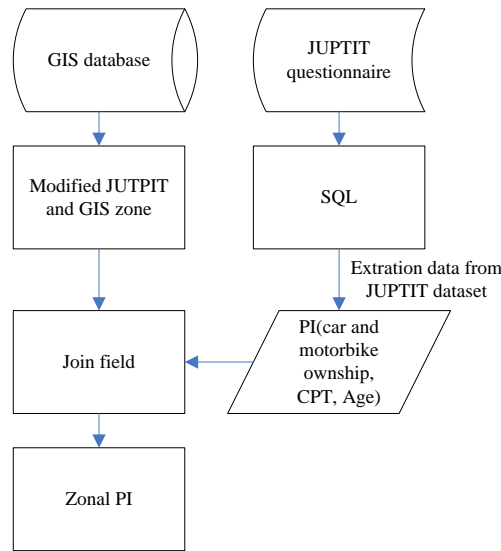 GIS database
JUPTIT
questionnaire
Modified JUTPIT
and GIS zone
SQL
Extration data from
JUPTIT dataset
PI(car and
motorbike
ownship,
CPT, Age)
Join field
Zonal PI